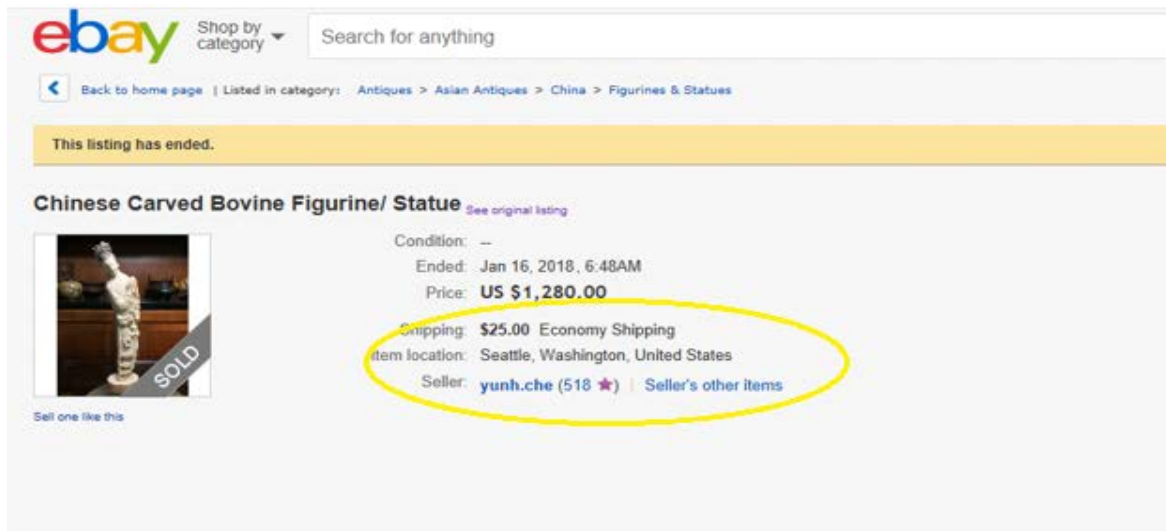 ebay Shop by category Search for anything
Back to home page | Listed in category: Antiques > Asian Antiques > China > Figurines & Statues
This listing has ended.
Chinese Carved Bovine Figurine/ Statue See original listing
Condition: --
Ended: Jan 16, 2018, 6:48AM
Price: US $1,280.00
Shipping: $25.00 Economy Shipping
Item location: Seattle, Washington, United States
Seller: yunh.che (518 ★) | Seller's other items
SOLD
Sell one like this